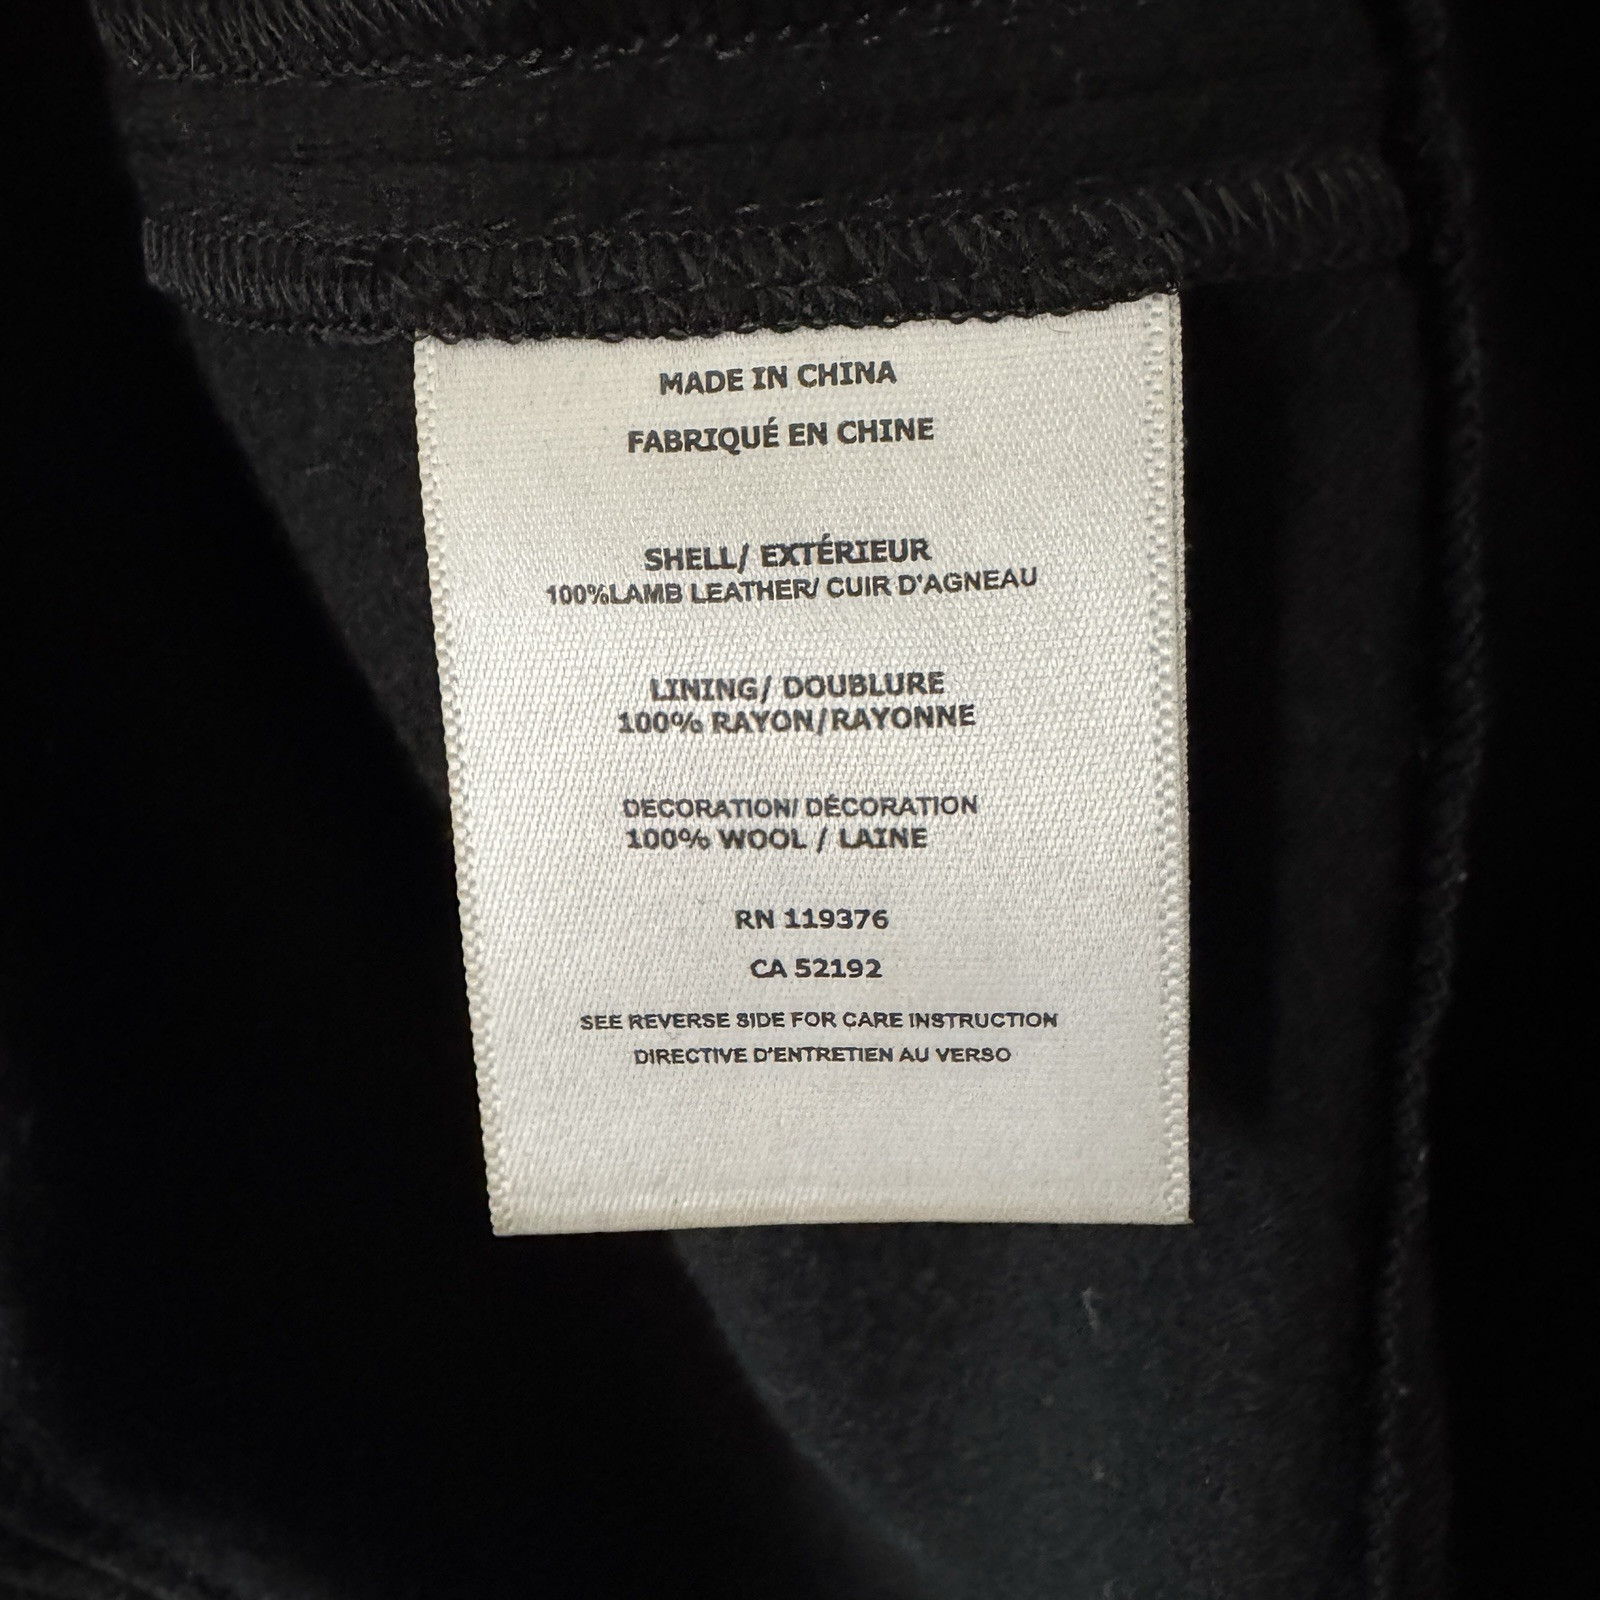 MADE IN CHINA
FABRIQUÉ EN CHINE
SHELL/ EXTÉRIEUR
100%LAMB LEATHER/ CUIR D'AGNEAU
LINING/ DOUBLURE
100% RAYON/RAYONNE
DECORATION/ DÉCORATION
100% WOOL / LAINE
RN 119376
CA 52192
SEE REVERSE SIDE FOR CARE INSTRUCTION
DIRECTIVE D'ENTRETIEN AU VERSO